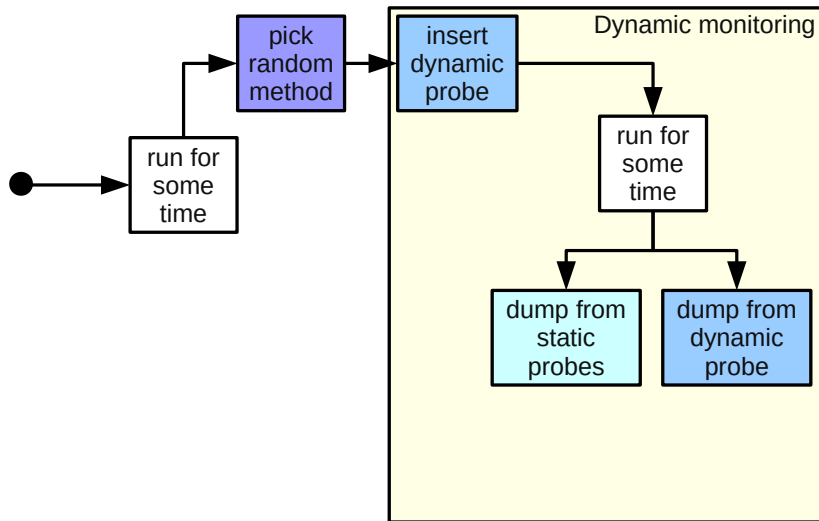 Dynamic monitoring
pick
random
method
insert
dynamic
probe
run for
some
time
run for
some
time
dump from
static
probes
dump from
dynamic
probe